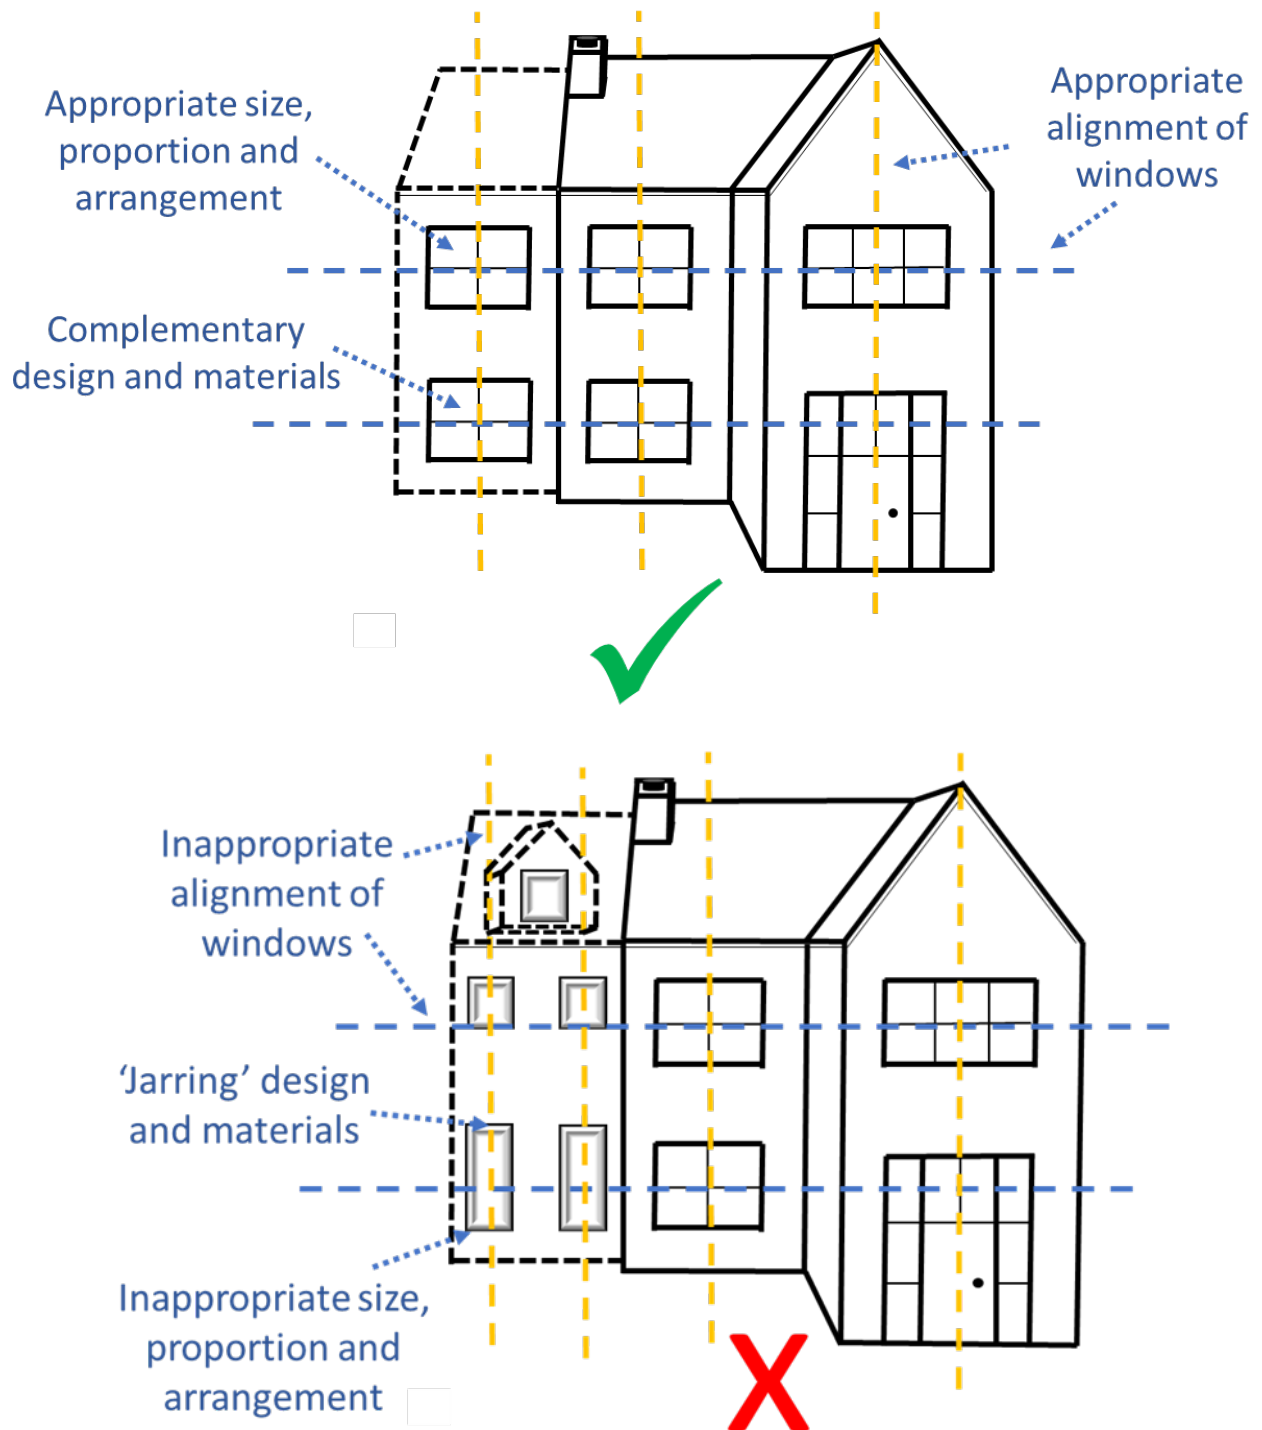 Appropriate size,
proportion and
arrangement
Appropriate
alignment of
windows
Complementary
design and materials
Inappropriate
alignment of
windows
‘Jarring’ design
and materials
Inappropriate size,
proportion and
arrangement